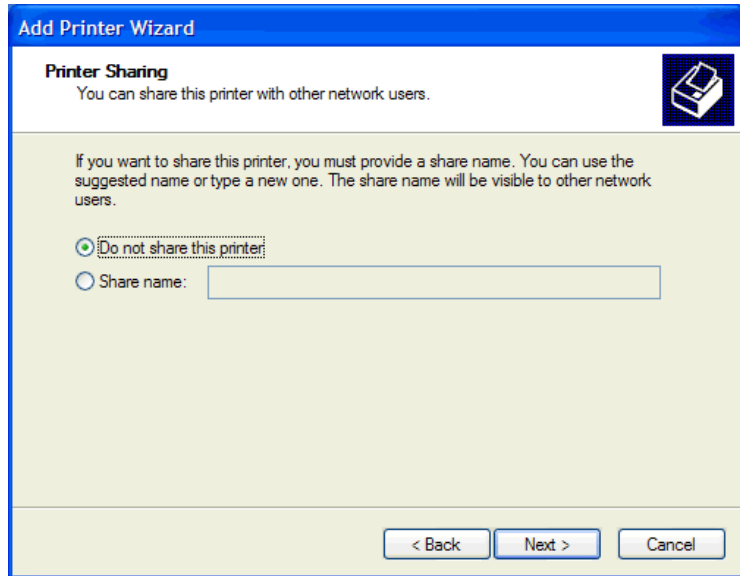 Add Printer Wizard
Printer Sharing
You can share this printer with other network users.
If you want to share this printer, you must provide a share name. You can use the
suggested name or type a new one. The share name will be visible to other network
users.
Do not share this printer
Share name:
< Back Next > Cancel